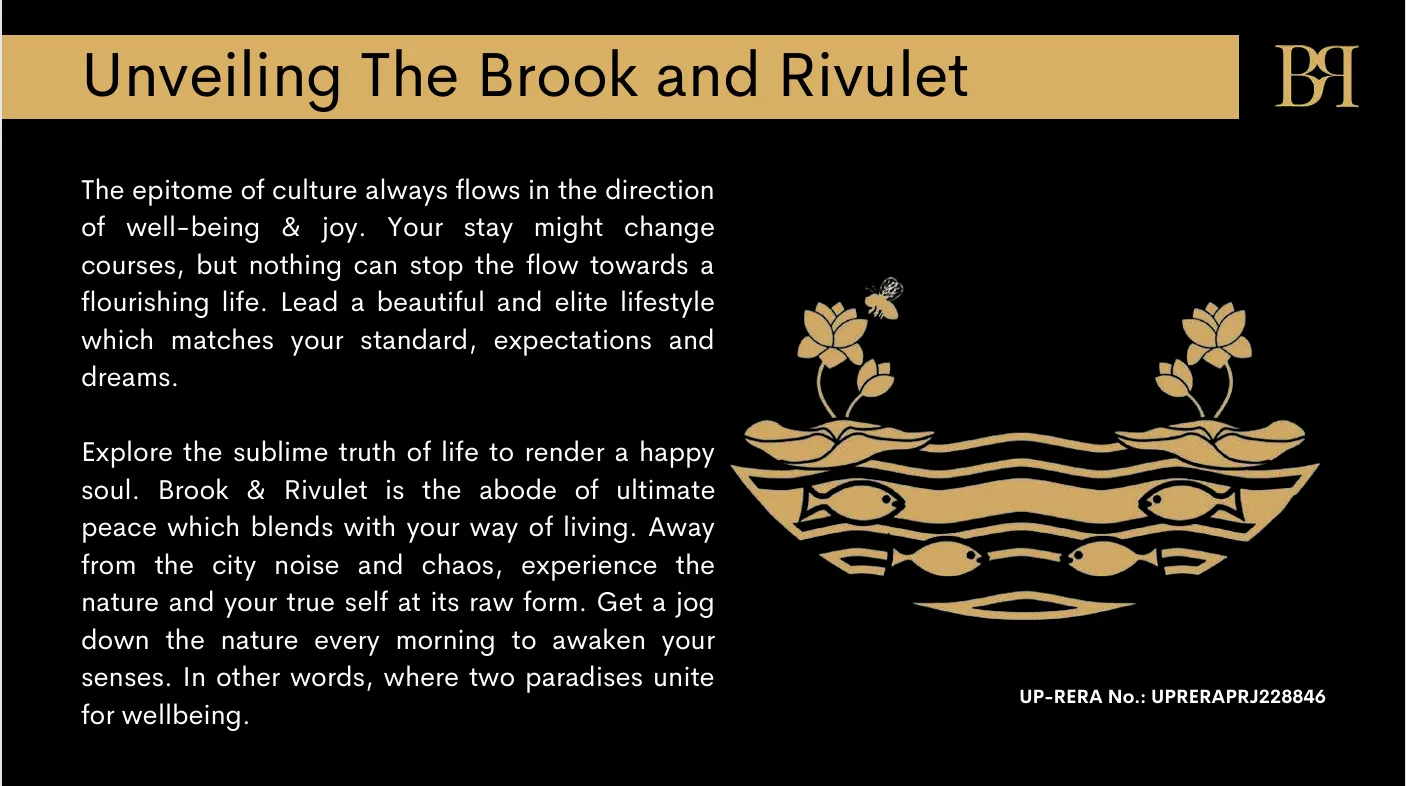 Unveiling The Brook and Rivulet
The epitome of culture always flows in the direction
of well-being & joy. Your stay might change
courses, but nothing can stop the flow towards a
flourishing life. Lead a beautiful and elite lifestyle
which matches your standard, expectations and
dreams.
Explore the sublime truth of life to render a happy
soul. Brook & Rivulet is the abode of ultimate
peace which blends with your way of living. Away
from the city noise and chaos, experience the
nature and your true self at its raw form. Get a jog
down the nature every morning to awaken your
senses. In other words, where two paradises unite
for wellbeing.
UP-RERA No.: UPRERAPRJ228846